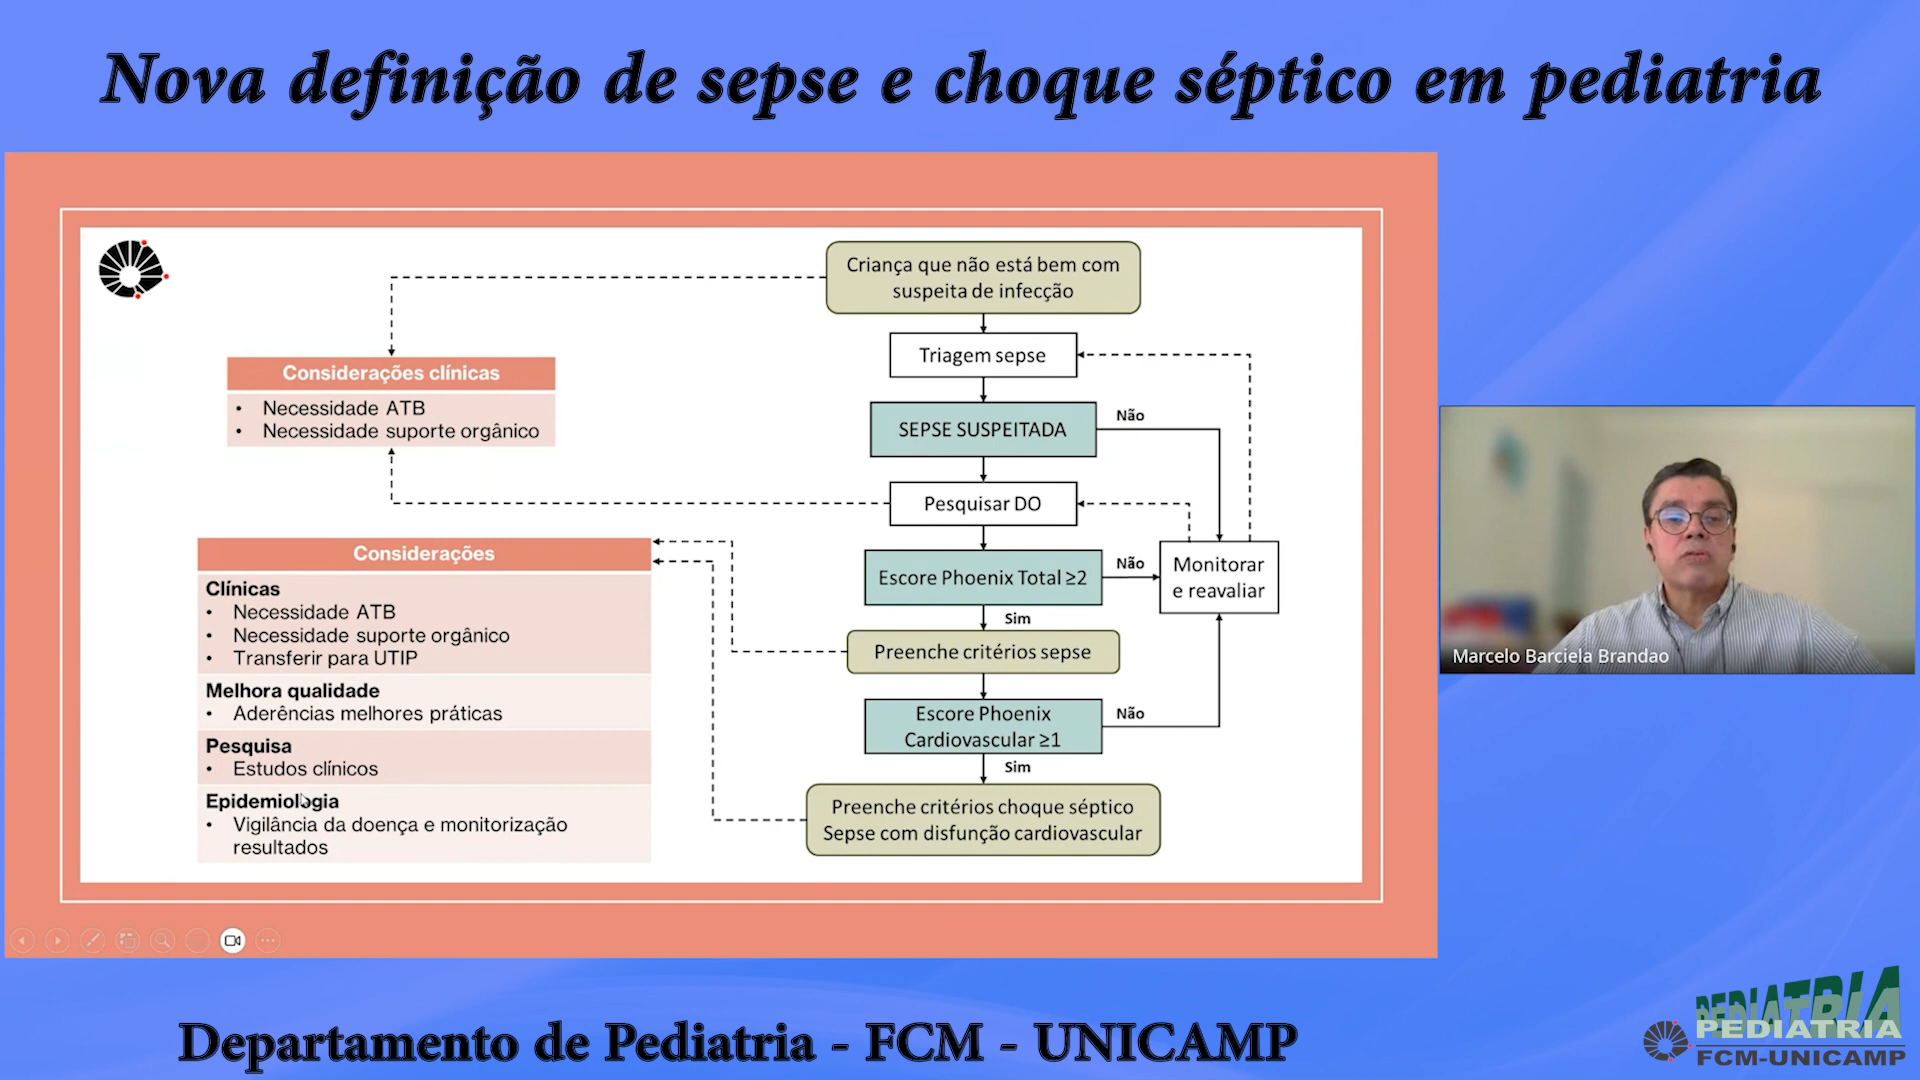 Nova definição de sepse e choque séptico em pediatria
Criança que não está bem com
suspeita de infecção
Triagem sepse
Considerações clínicas
• Necessidade ATB
• Necessidade suporte orgânico
SEPSE SUSPEITADA
Não
Pesquisar DO
Escore Phoenix Total ≥2
Não
Monitorar
e reavaliar
Sim
Preenche critérios sepse
Escore Phoenix
Cardiovascular ≥1
Não
Sim
Preenche critérios choque séptico
Sepse com disfunção cardiovascular
Considerações
Clínicas
• Necessidade ATB
• Necessidade suporte orgânico
• Transferir para UTIP
Melhora qualidade
• Aderências melhores práticas
Pesquisa
• Estudos clínicos
Epidemiologia
• Vigilância da doença e monitorização
resultados
Marcelo Barciela Brandao
Departamento de Pediatria - FCM - UNICAMP
PEDIATRIA
PEDIATRIA
FCM-UNICAMP